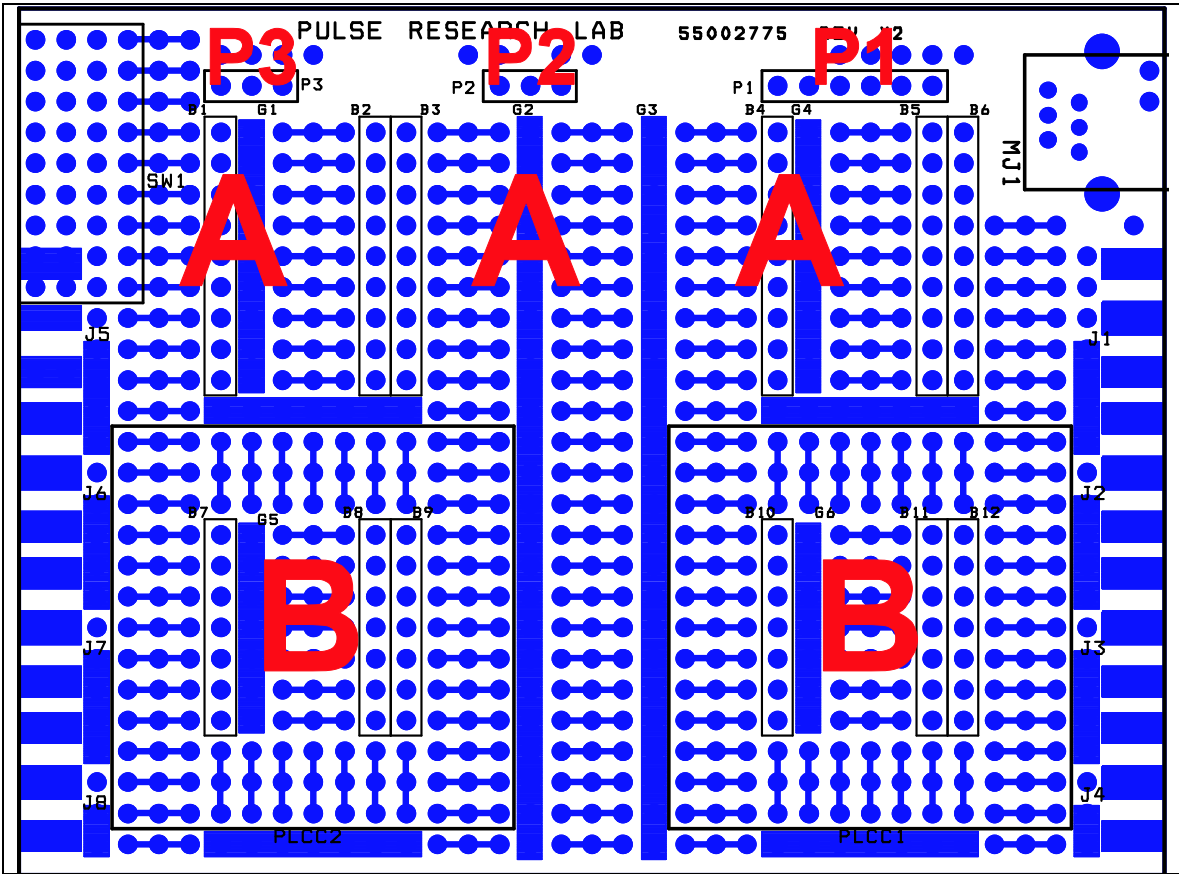 PULSE RESEARCH LAB 55002775 REV X2
P3 P2 P1
P3 P2 P1
B1 G1 B2 B3 G2 G3 B4 G4 B5 B6
MJ1
SW1
A A A
J5 J1
J6 J2
B7 G5 B8 B9 B10 G6 B11 B12
B B
J7 J3
J8 J4
PLCC2 PLCC1